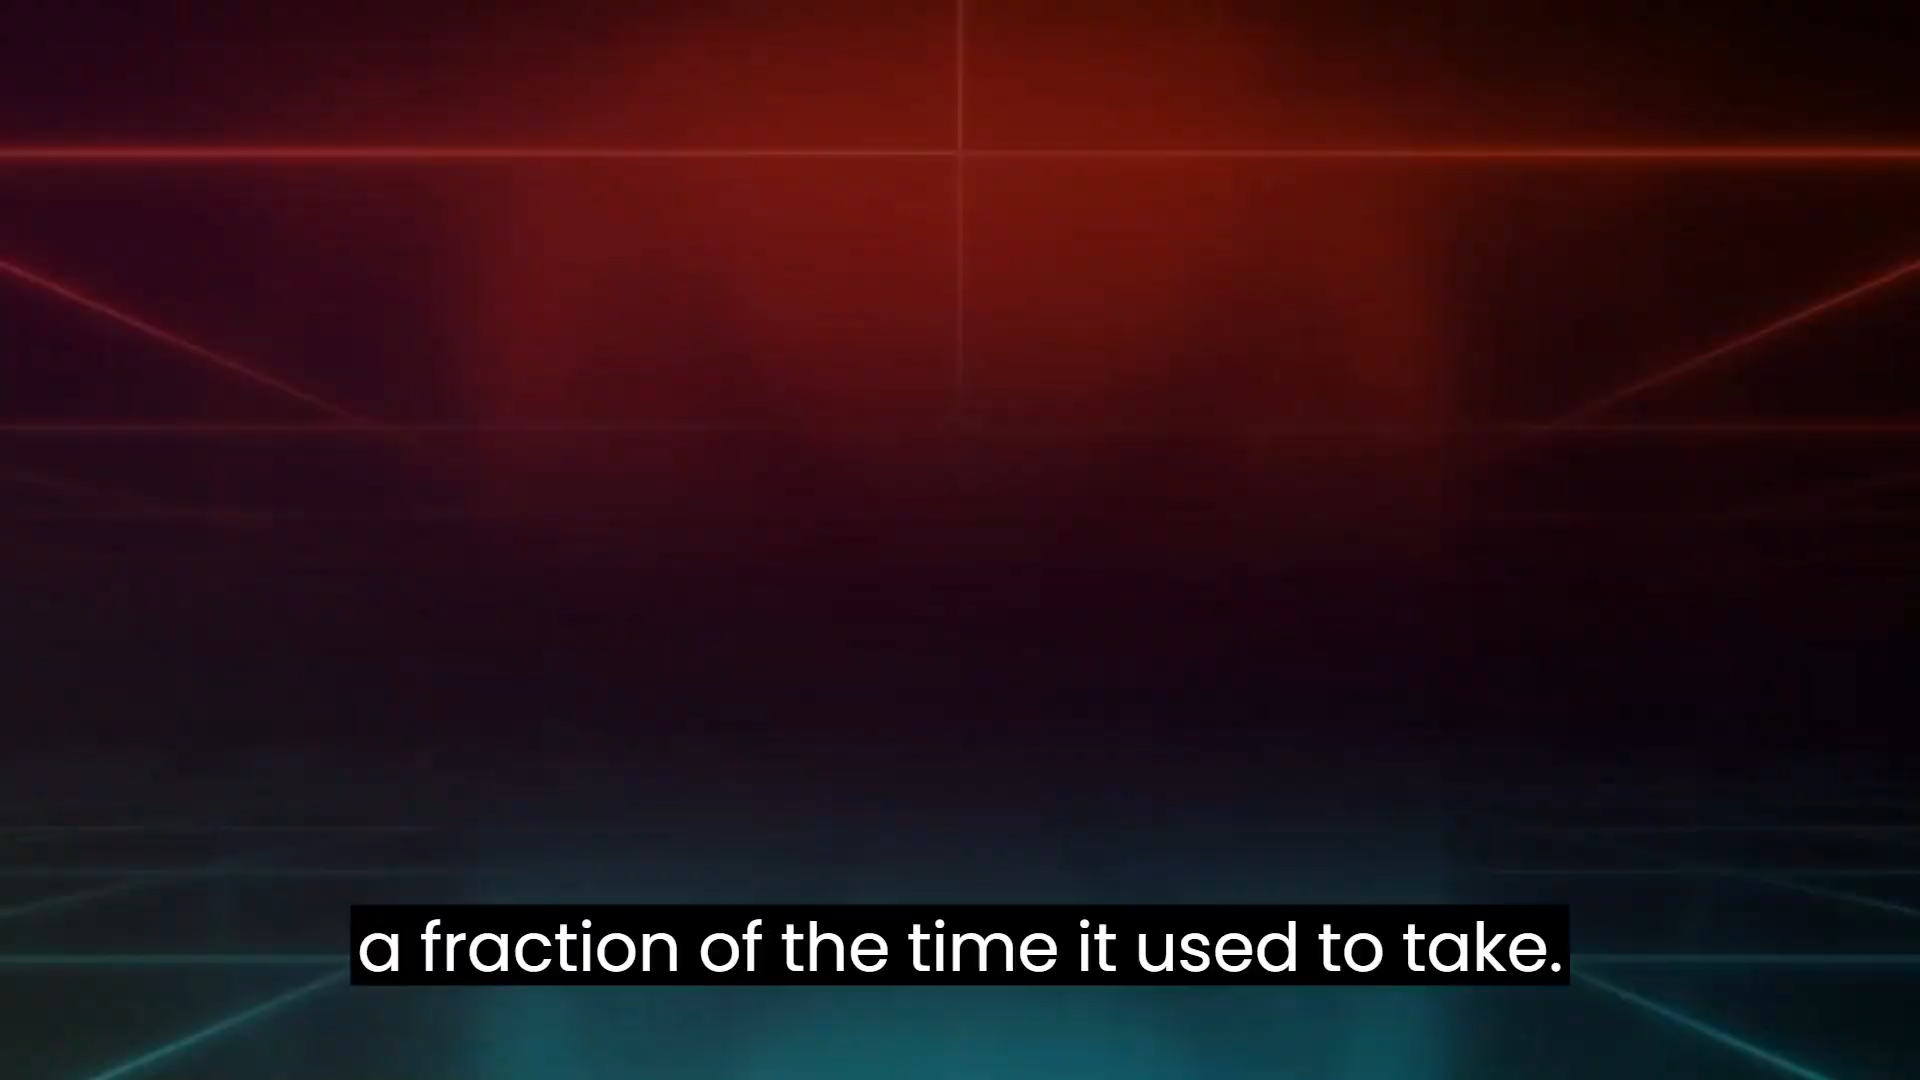 a fraction of the time it used to take.